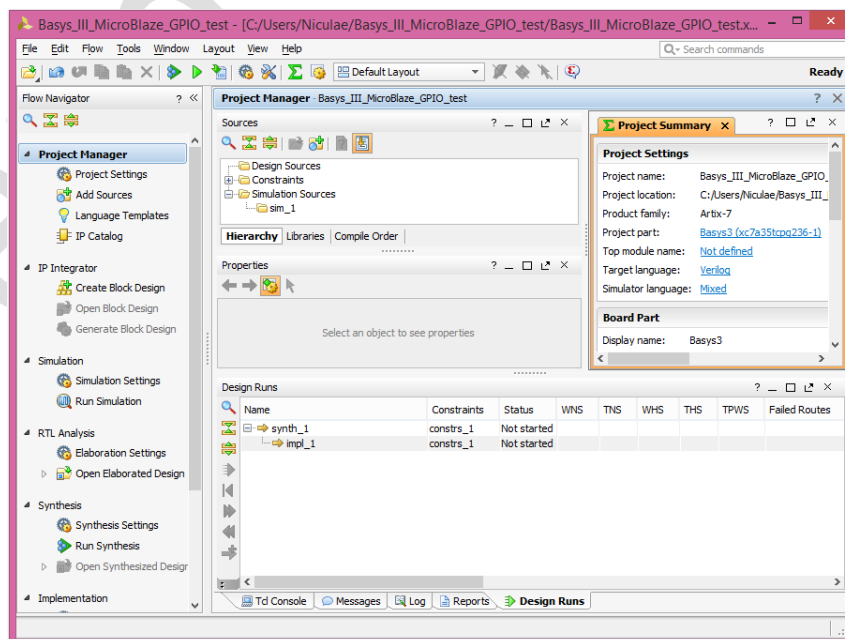 Basys_III_MicroBlaze_GPIO_test - [C:/Users/Niculae/Basys_III_MicroBlaze_GPIO_test/Basys_III_MicroBlaze_GPIO_test.x...
File Edit Flow Tools Window Layout View Help
Search commands
Default Layout
Ready
Flow Navigator
Project Manager
Project Settings
Add Sources
Language Templates
IP Catalog
IP Integrator
Create Block Design
Open Block Design
Generate Block Design
Simulation
Simulation Settings
Run Simulation
RTL Analysis
Elaboration Settings
Open Elaborated Design
Synthesis
Synthesis Settings
Run Synthesis
Open Synthesized Desigr
Implementation
Project Manager - Basys_III_MicroBlaze_GPIO_test
Sources
Design Sources
Constraints
Simulation Sources
sim_1
Hierarchy Libraries Compile Order
Properties
Select an object to see properties
Project Summary
Project Settings
Project name: Basys_III_MicroBlaze_GPIO_
Project location: C:/Users/Niculae/Basys_III_
Product family: Artix-7
Project part: Basys3 (xc7a35tcpg236-1)
Top module name: Not defined
Target language: Verilog
Simulator language: Mixed
Board Part
Display name: Basys3
Design Runs
Name Constraints Status WNS TNS WHS THS TPWS Failed Routes
synth_1 constrs_1 Not started
impl_1 constrs_1 Not started
Tcl Console Messages Log Reports Design Runs